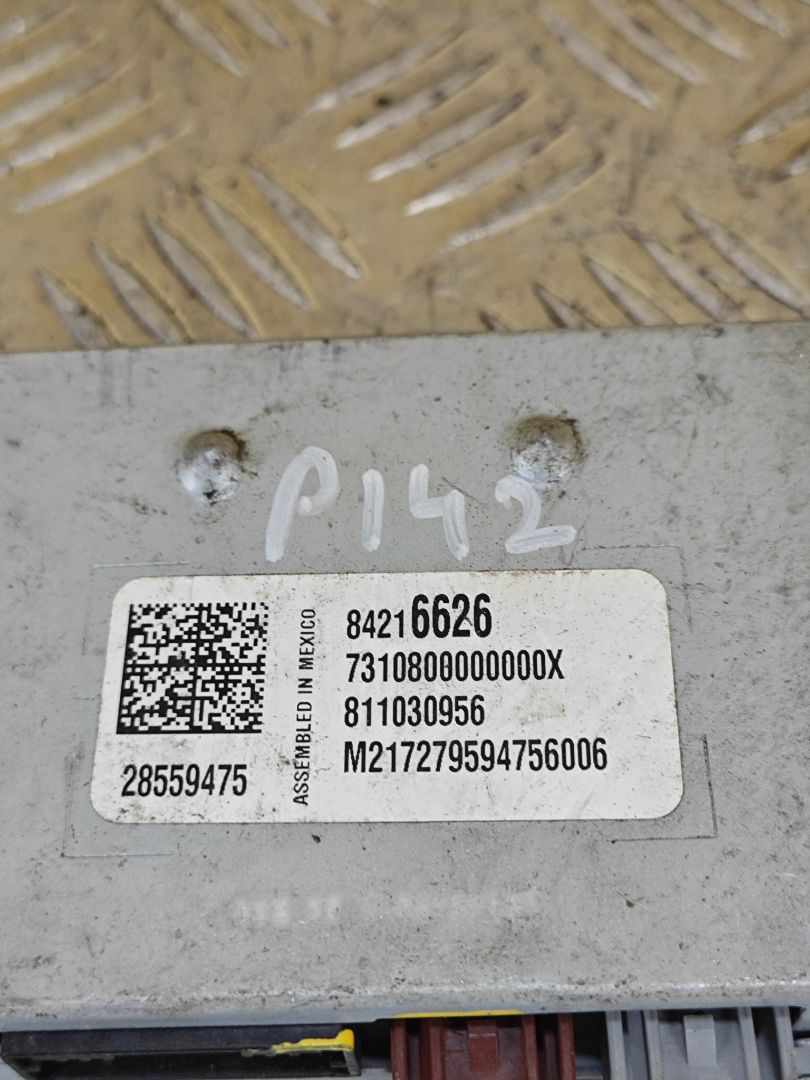 P142
84216626
7310800000000X
811030956
M217279594756006
28559475
ASSEMBLED IN MEXICO